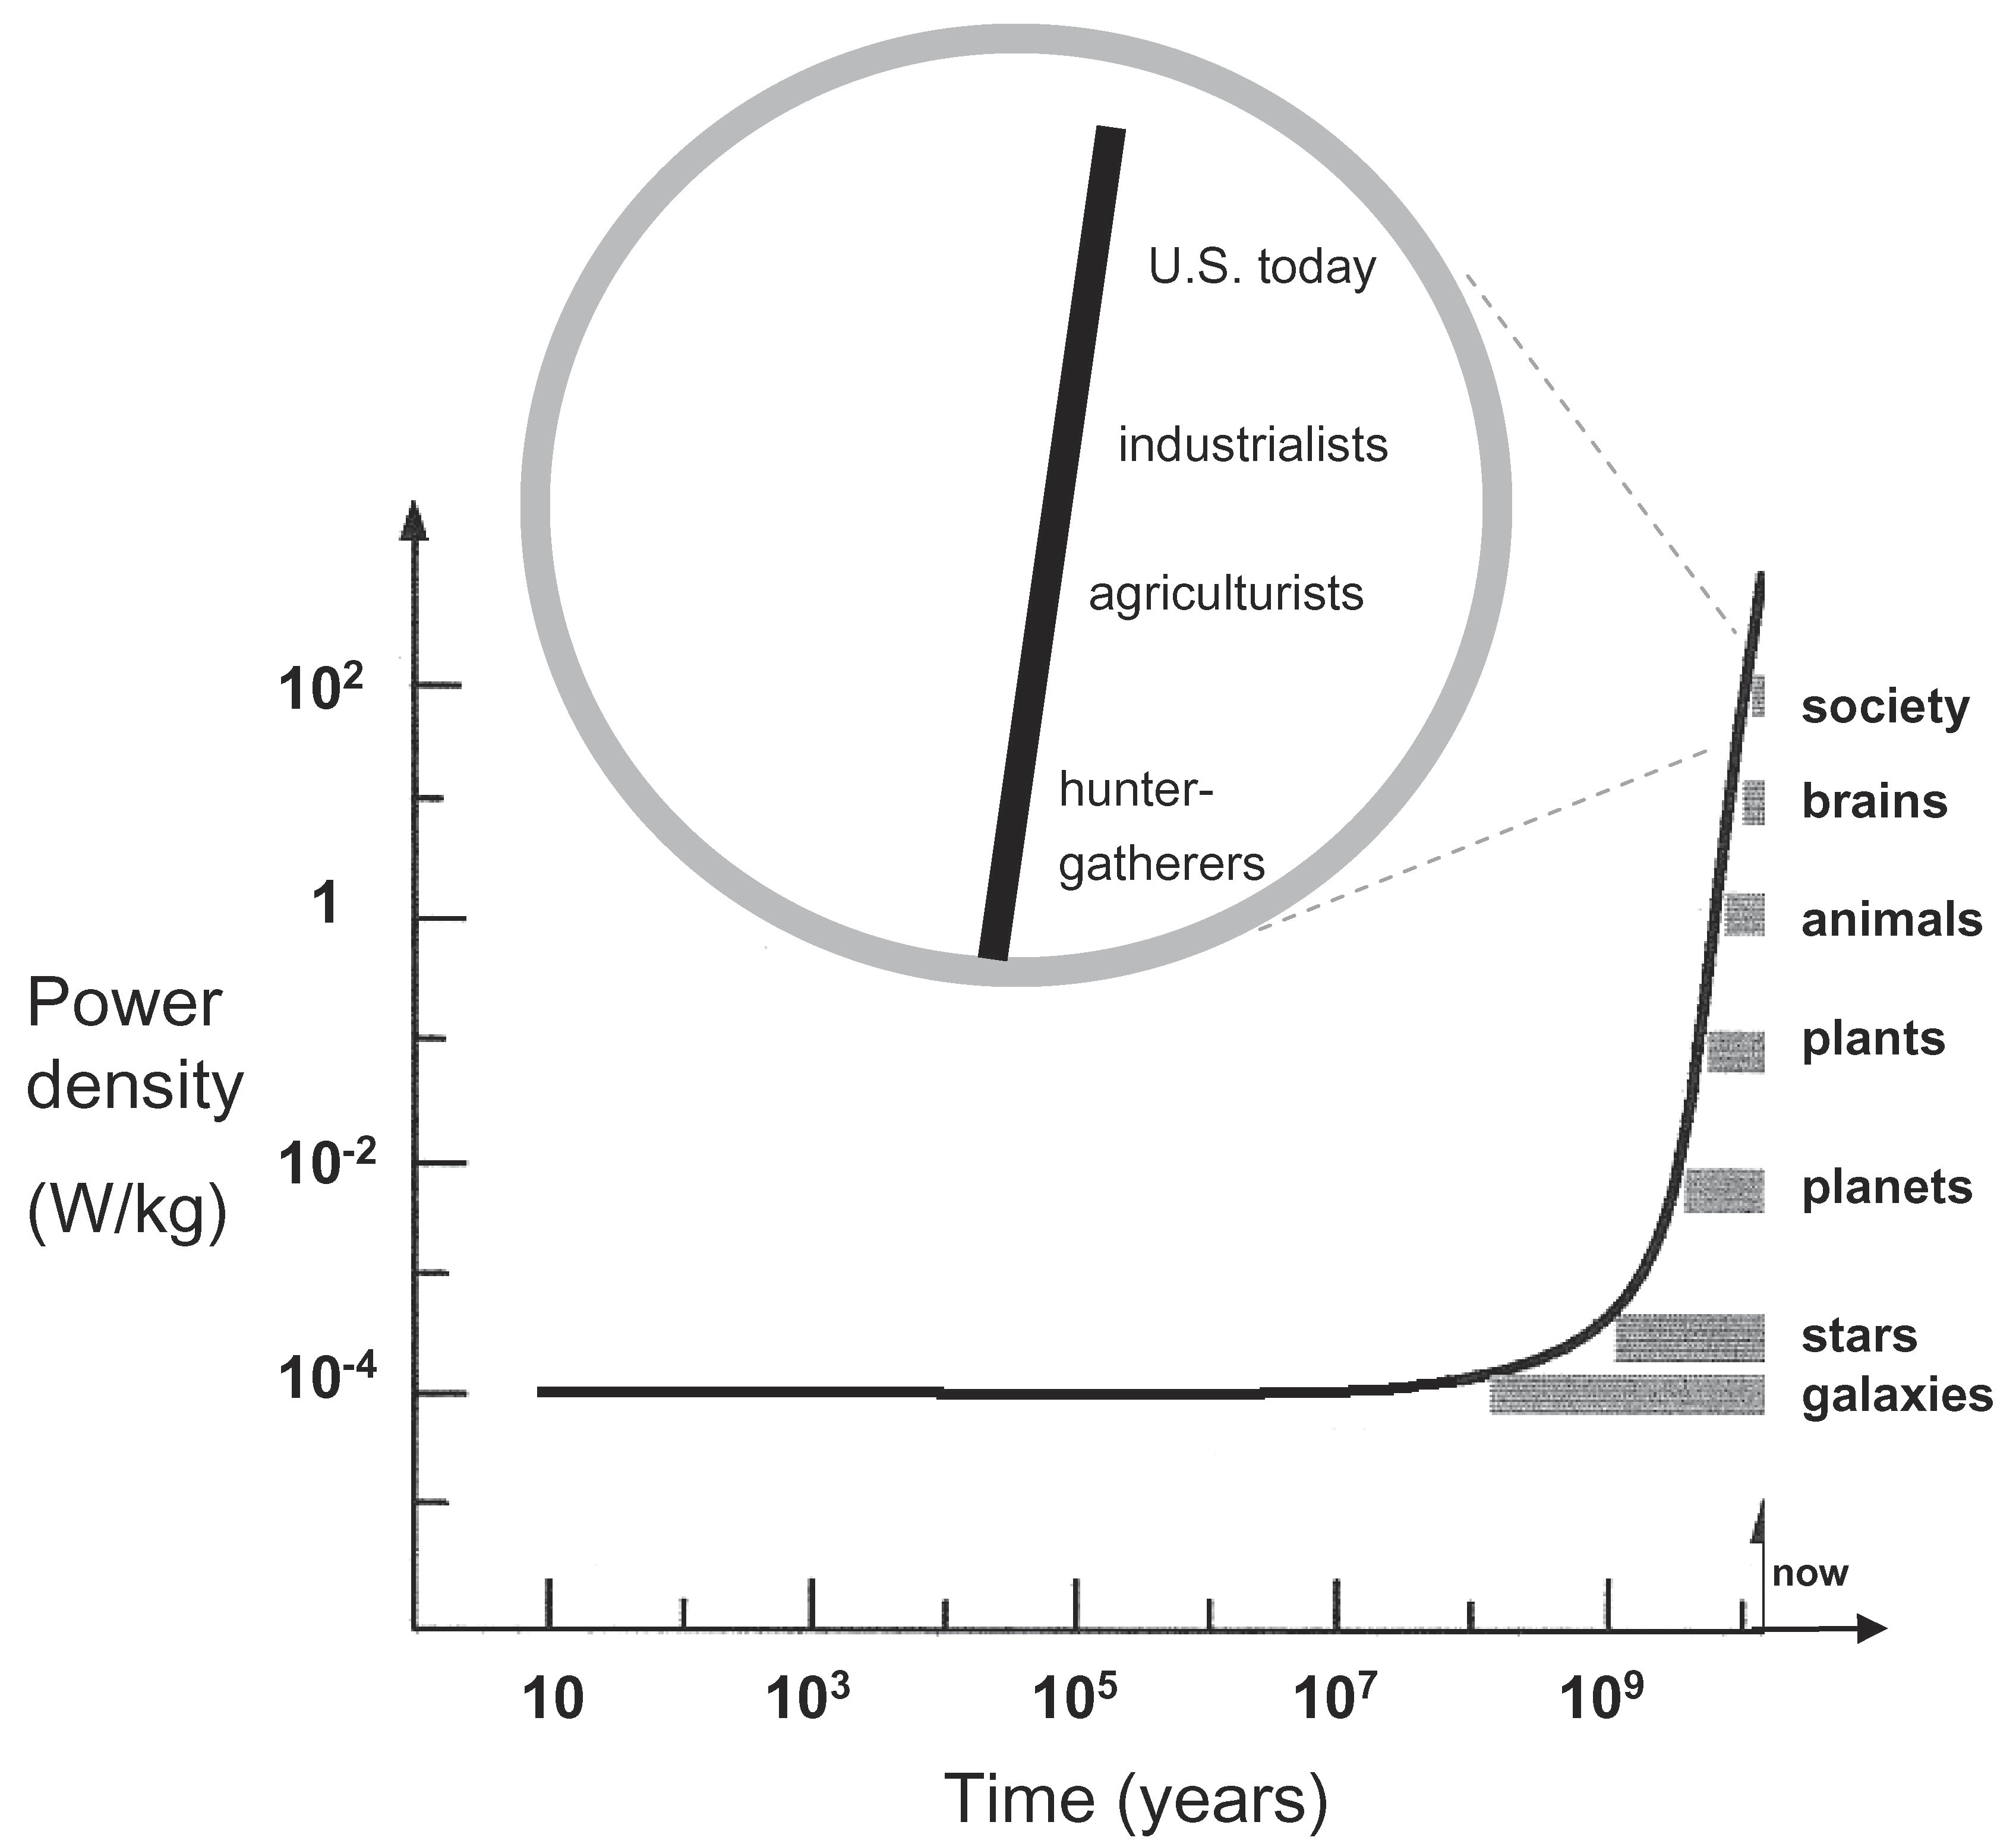 U.S. today
industrialists
agriculturists
hunter-
gatherers
10²
1
10⁻²
10⁻⁴
Power
density
(W/kg)
society
brains
animals
plants
planets
stars
galaxies
now
10
10³
10⁵
10⁷
10⁹
Time (years)